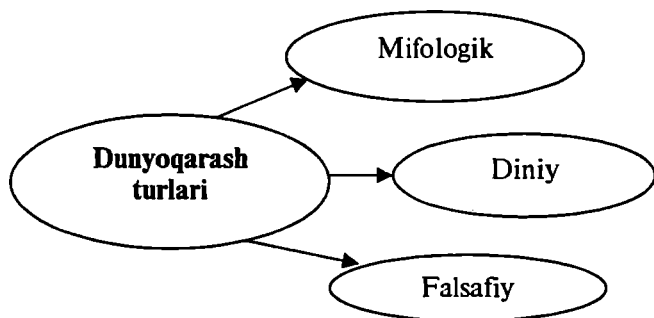 Mifologik
Dunyoqarash
turlari
Diniy
Falsafiy